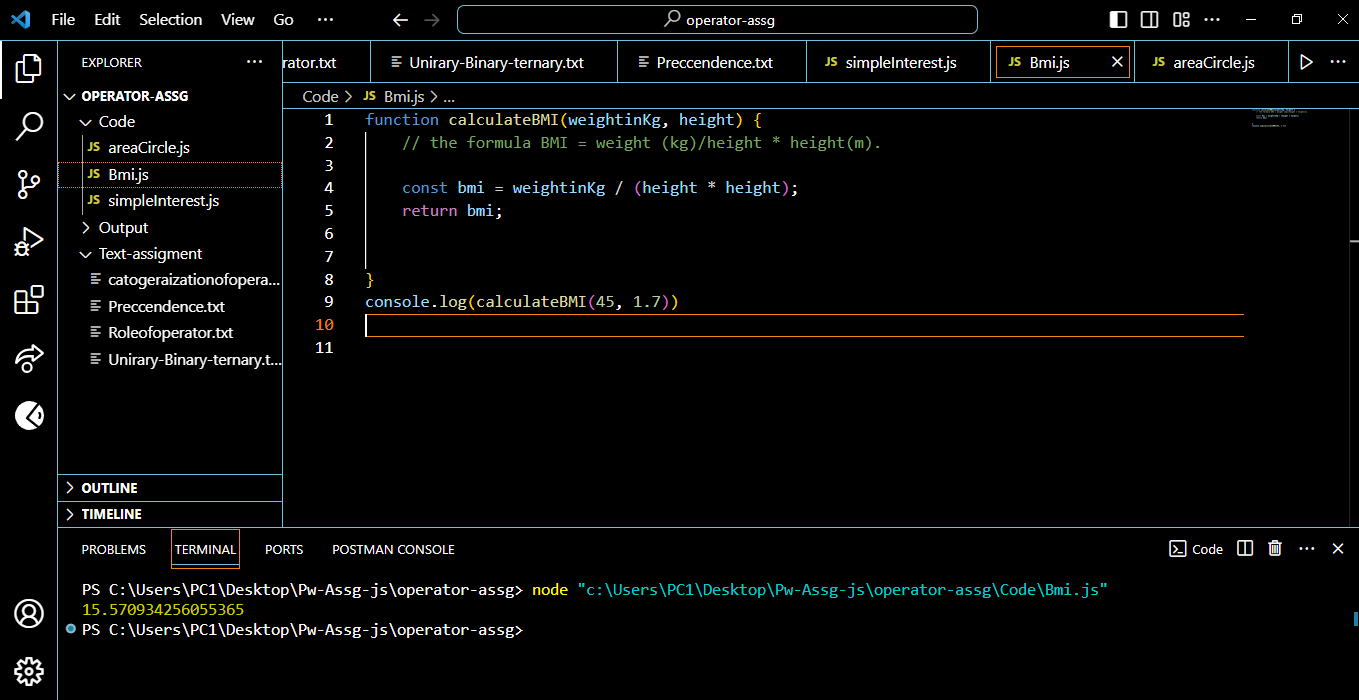 File Edit Selection View Go ··· operator-assg
EXPLORER ···
OPERATOR-ASSG
Code
JS areaCircle.js
JS Bmi.js
JS simpleInterest.js
Output
Text-assigment
catogeraizationofopera...
Preccendence.txt
Roleofoperator.txt
Unirary-Binary-ternary.t...
OUTLINE
TIMELINE
rator.txt Unirary-Binary-ternary.txt Preccendence.txt JS simpleInterest.js JS Bmi.js JS areaCircle.js ···
Code > JS Bmi.js > ...
1 function calculateBMI(weightinKg, height) {
2 // the formula BMI = weight (kg)/height * height(m).
3
4 const bmi = weightinKg / (height * height);
5 return bmi;
6
7
8 }
9 console.log(calculateBMI(45, 1.7))
10
11
PROBLEMS TERMINAL PORTS POSTMAN CONSOLE Code ···
PS C:\Users\PC1\Desktop\Pw-Assg-js\operator-assg> node "c:\Users\PC1\Desktop\Pw-Assg-js\operator-assg\Code\Bmi.js"
15.570934256055365
PS C:\Users\PC1\Desktop\Pw-Assg-js\operator-assg>